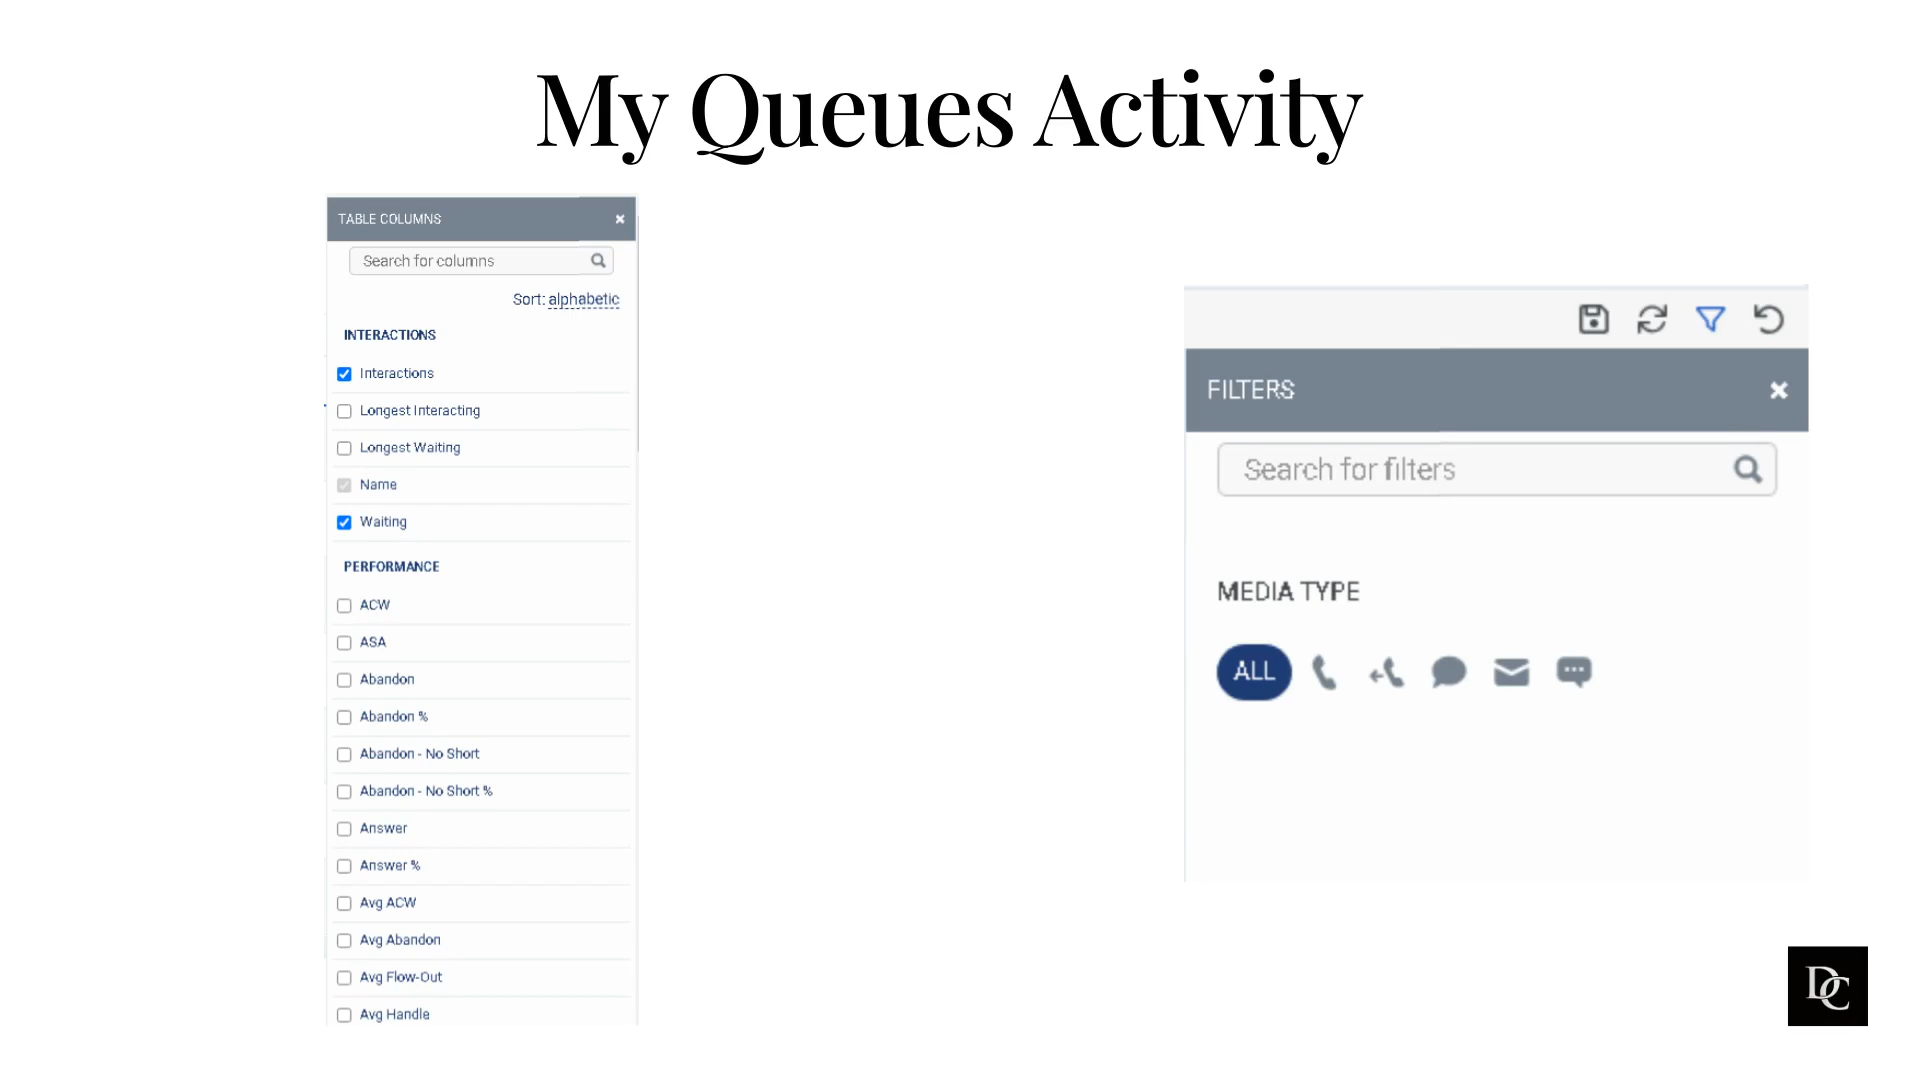 My Queues Activity
TABLE COLUMNS
Search for columns
Sort: alphabetic
INTERACTIONS
Interactions
Longest Interacting
Longest Waiting
Name
Waiting
PERFORMANCE
ACW
ASA
Abandon
Abandon %
Abandon - No Short
Abandon - No Short %
Answer
Answer %
Avg ACW
Avg Abandon
Avg Flow-Out
Avg Handle
FILTERS
Search for filters
MEDIA TYPE
ALL
DC